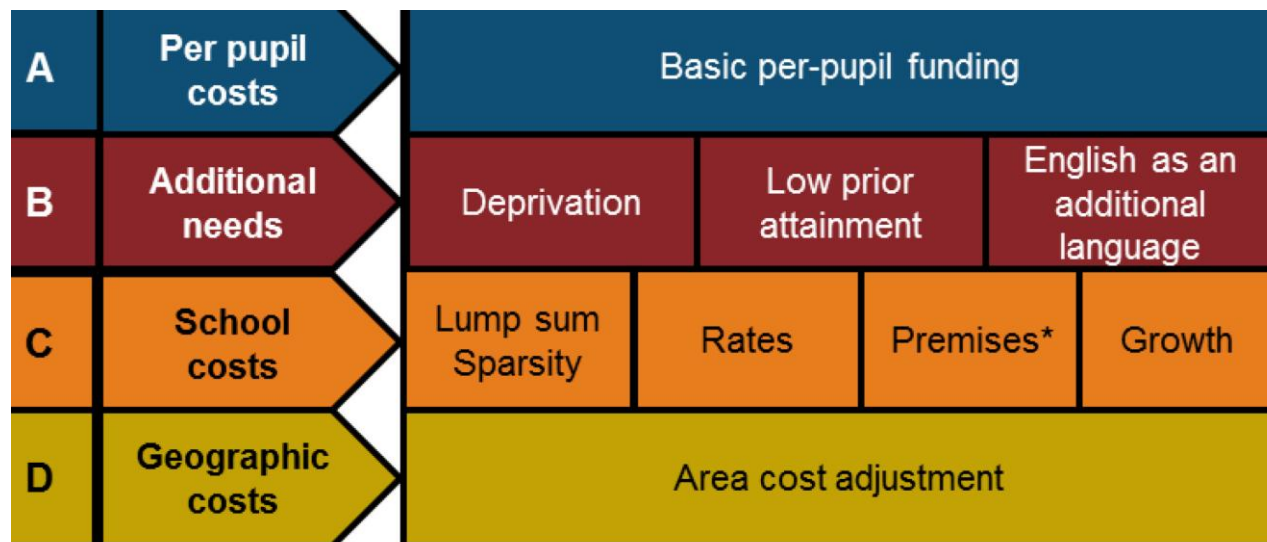 A
Per pupil
costs
Basic per-pupil funding
B
Additional
needs
Deprivation
Low prior
attainment
English as an
additional
language
C
School
costs
Lump sum
Sparsity
Rates
Premises*
Growth
D
Geographic
costs
Area cost adjustment